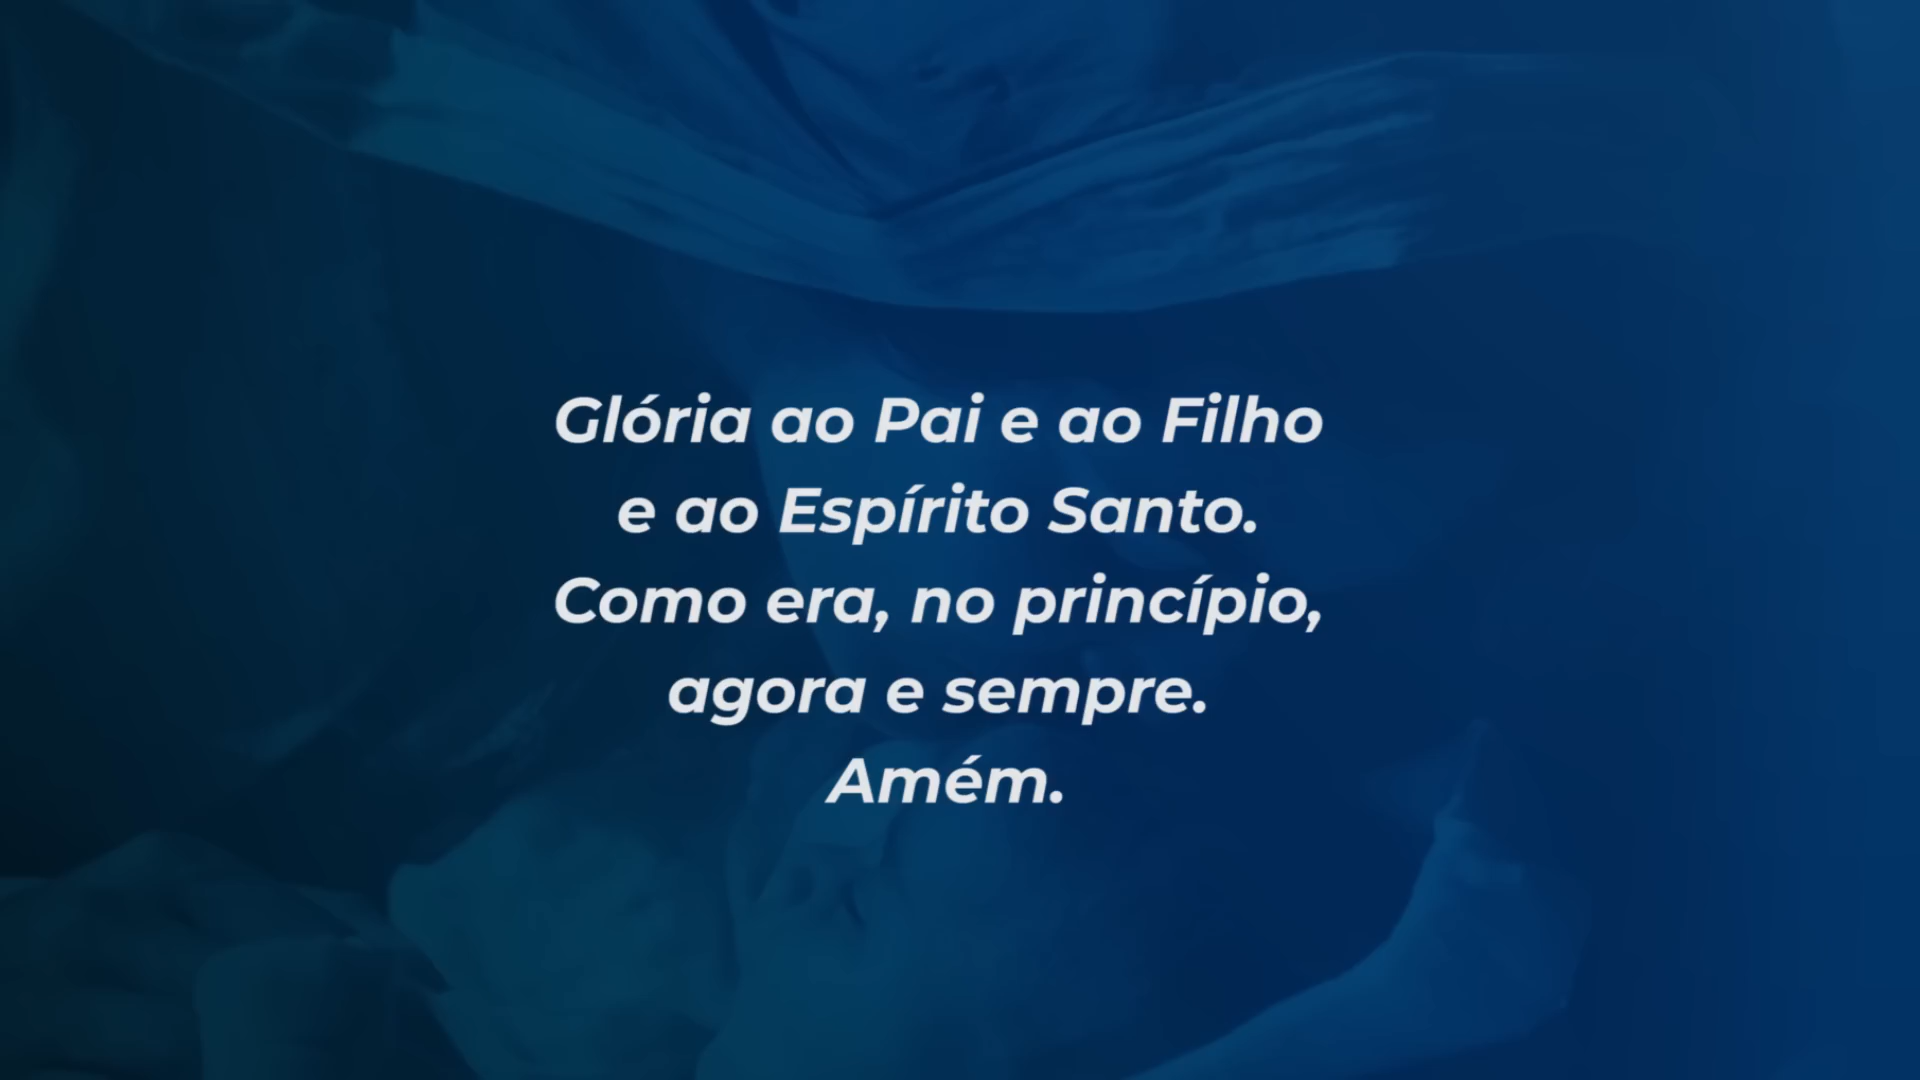 Glória ao Pai e ao Filho
e ao Espírito Santo.
Como era, no princípio,
agora e sempre.
Amém.